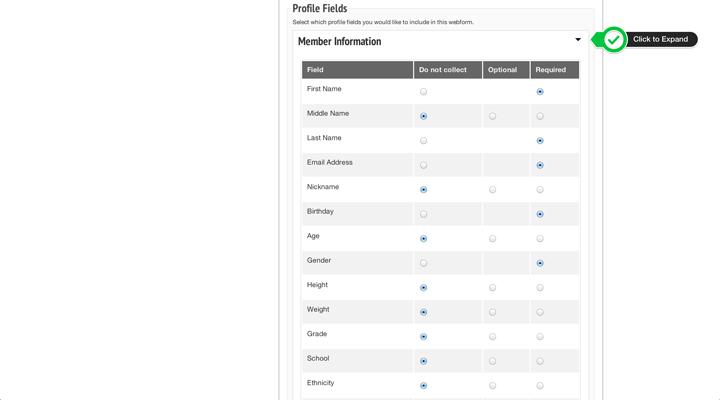 Profile Fields
Select which profile fields you would like to include in this webform.
Member Information
Click to Expand
Field Do not collect Optional Required
First Name
Middle Name
Last Name
Email Address
Nickname
Birthday
Age
Gender
Height
Weight
Grade
School
Ethnicity